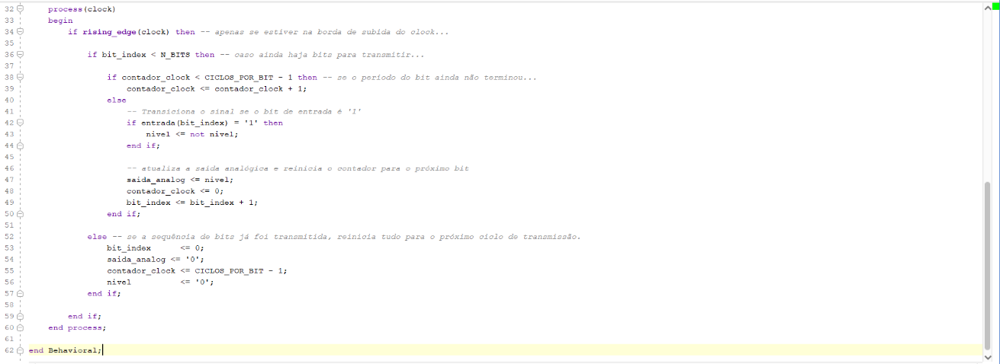 32 process(clock)
33 begin
34 if rising_edge(clock) then -- apenas se estiver na borda de subida do clock...
35
36 if bit_index < N_BITS then -- caso ainda haja bits para transmitir...
37
38 if contador_clock < CICLOS_POR_BIT - 1 then -- se o período do bit ainda não terminou...
39 contador_clock <= contador_clock + 1;
40 else
41 -- Transiciona o sinal se o bit de entrada é '1'
42 if entrada(bit_index) = '1' then
43 nivel <= not nivel;
44 end if;
45
46 -- atualiza a saída analógica e reinicia o contador para o próximo bit
47 saida_analog <= nivel;
48 contador_clock <= 0;
49 bit_index <= bit_index + 1;
50 end if;
51
52 else -- se a sequência de bits já foi transmitida, reinicia tudo para o próximo ciclo de transmissão.
53 bit_index <= 0;
54 saida_analog <= '0';
55 contador_clock <= CICLOS_POR_BIT - 1;
56 nivel <= '0';
57 end if;
58
59 end if;
60 end process;
61
62 end Behavioral;